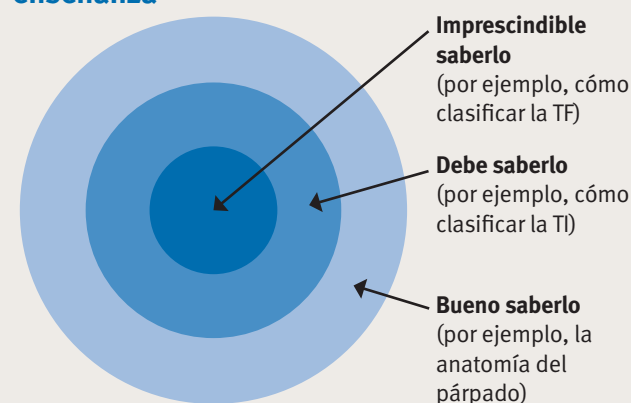 enseñanza
Imprescindible
saberlo
(por ejemplo, cómo
clasificar la TF)
Debe saberlo
(por ejemplo, cómo
clasificar la TI)
Bueno saberlo
(por ejemplo, la
anatomía del
párpado)